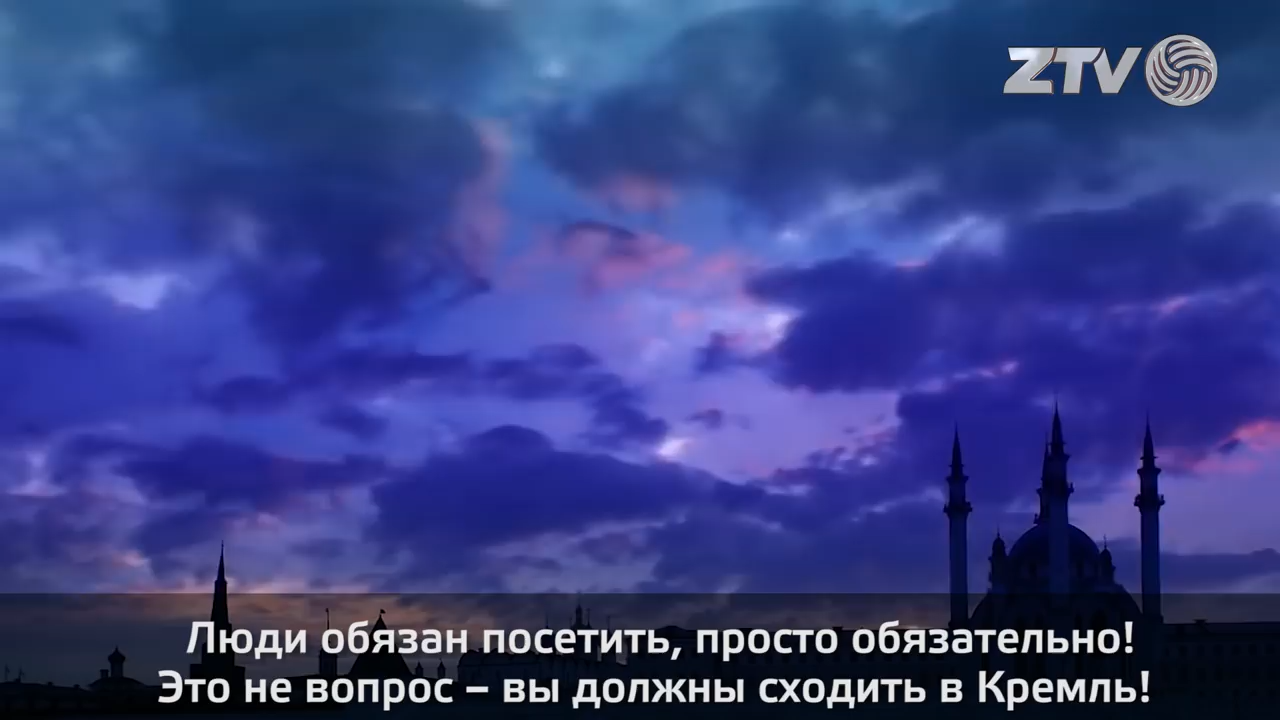 ZTV
Люди обязан посетить, просто обязательно!
Это не вопрос – вы должны сходить в Кремль!